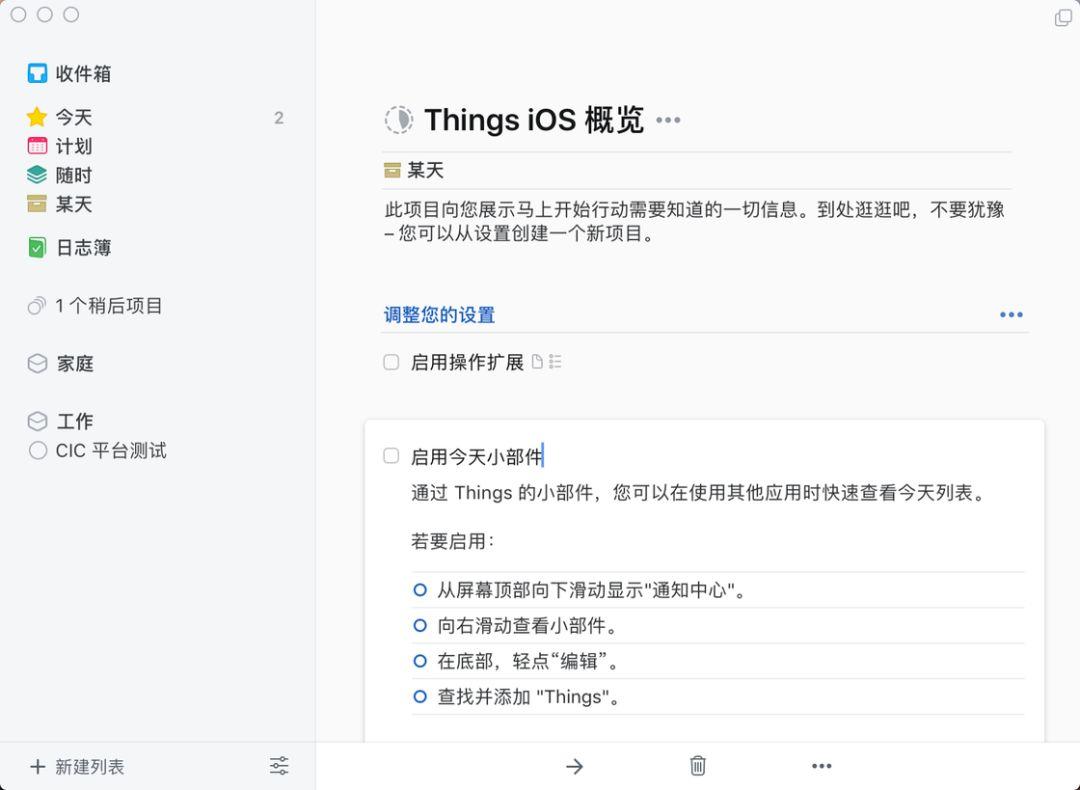 收件箱
今天 2
计划
随时
某天
日志簿
1 个稍后项目
家庭
工作
CIC 平台测试
新建列表
Things iOS 概览
某天
此项目向您展示马上开始行动需要知道的一切信息。到处逛逛吧，不要犹豫
– 您可以从设置创建一个新项目。
调整您的设置
启用操作扩展
启用今天小部件
通过 Things 的小部件，您可以在使用其他应用时快速查看今天列表。
若要启用：
从屏幕顶部向下滑动显示"通知中心"。
向右滑动查看小部件。
在底部，轻点“编辑”。
查找并添加 "Things"。